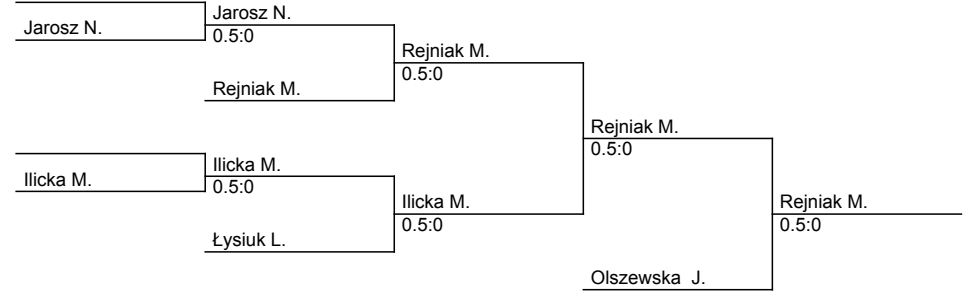 Jarosz N.
Jarosz N.
0.5:0
Rejniak M.
0.5:0
Rejniak M.
Rejniak M.
0.5:0
Ilicka M.
Ilicka M.
0.5:0
Ilicka M.
0.5:0
Rejniak M.
0.5:0
Łysiuk L.
Olszewska J.